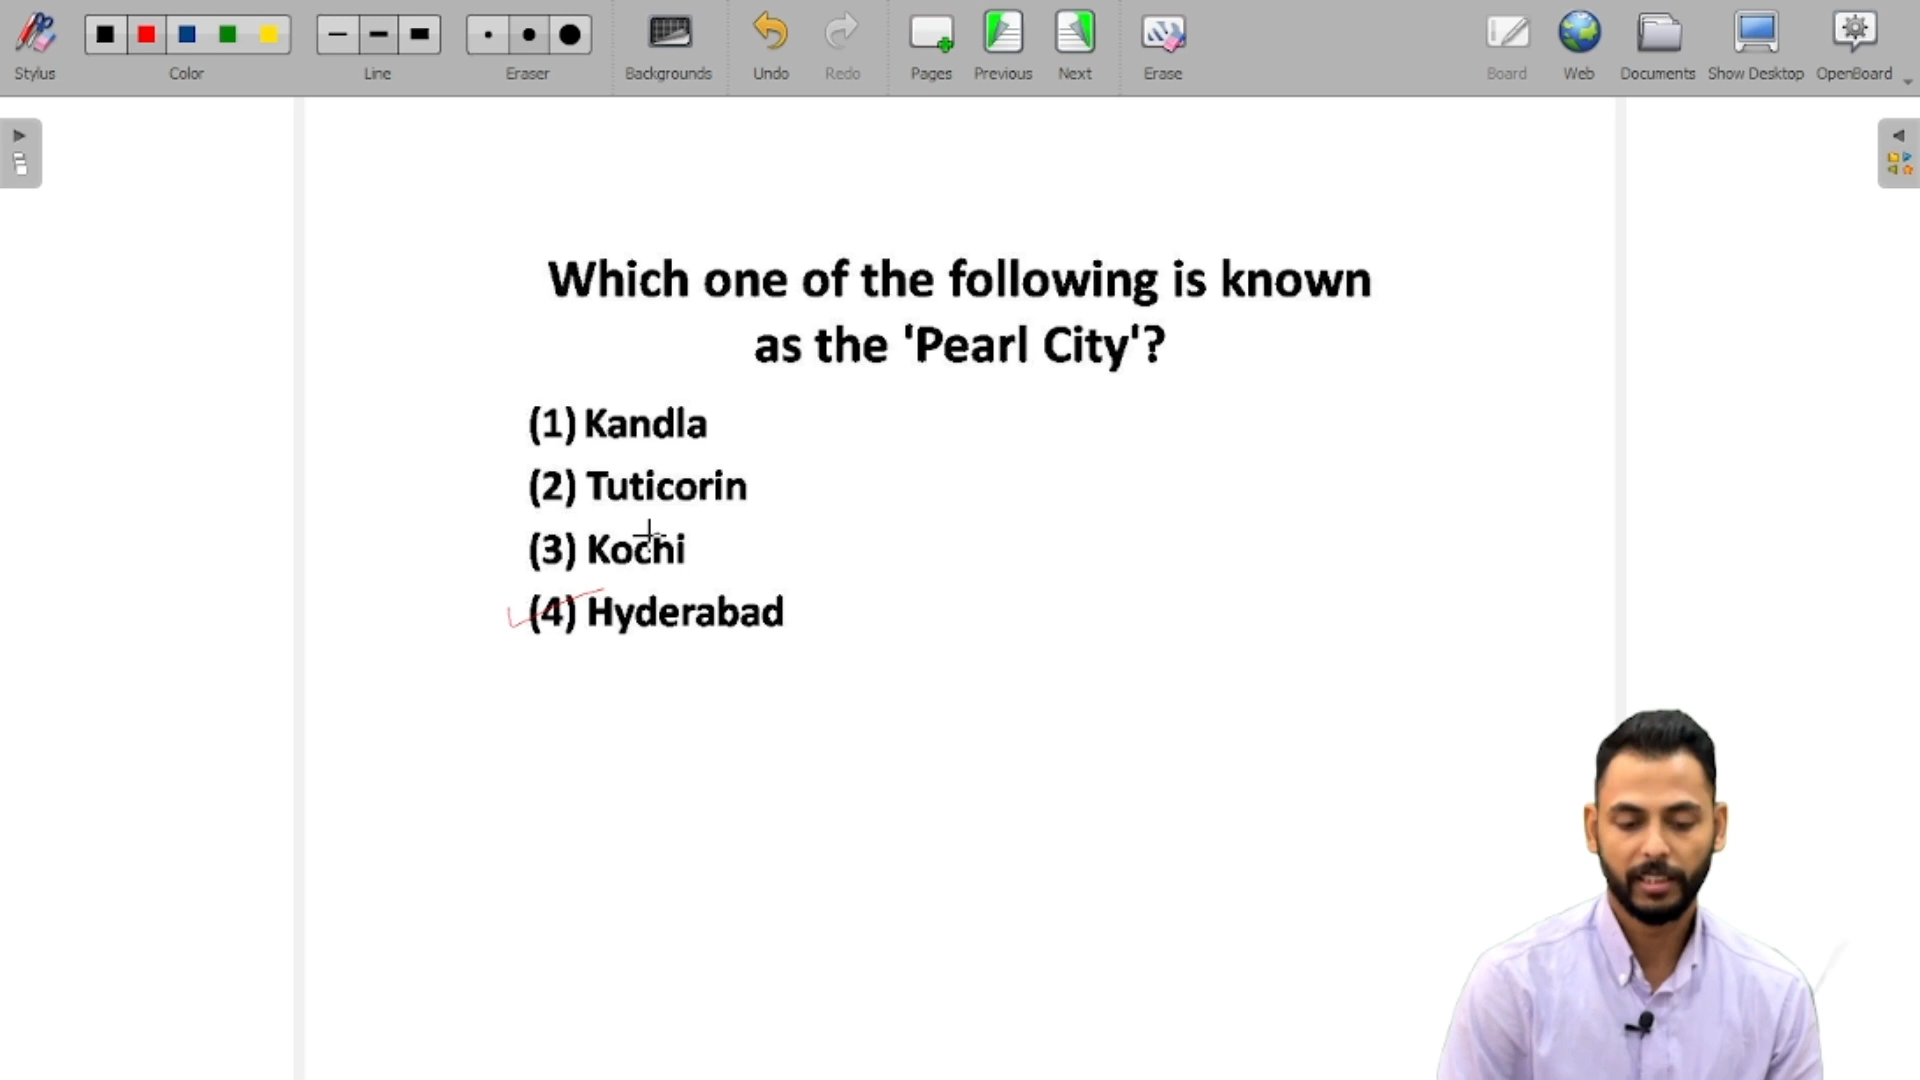 Stylus Color Line Eraser Backgrounds Undo Redo Pages Previous Next Erase Board Web Documents Show Desktop OpenBoard
Which one of the following is known
as the 'Pearl City'?
(1) Kandla
(2) Tuticorin
(3) Kochi
(4) Hyderabad